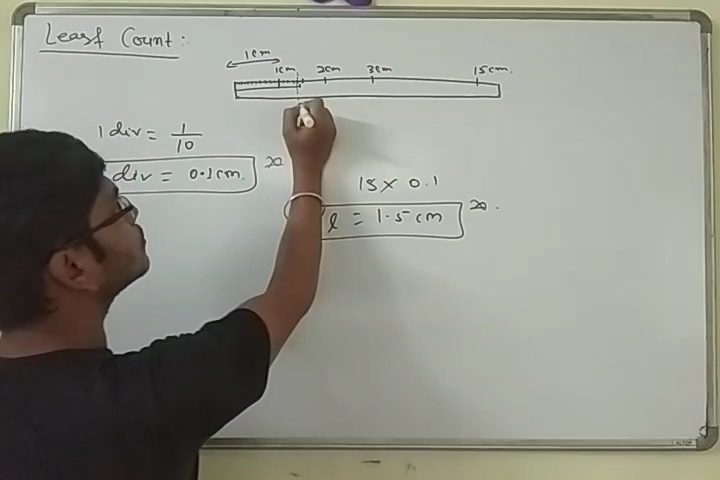 Least Count:-
1cm
1cm 2cm 3cm 15cm.
1 div = 1/10
div = 0.1cm.
15 × 0.1
l = 1.5 cm